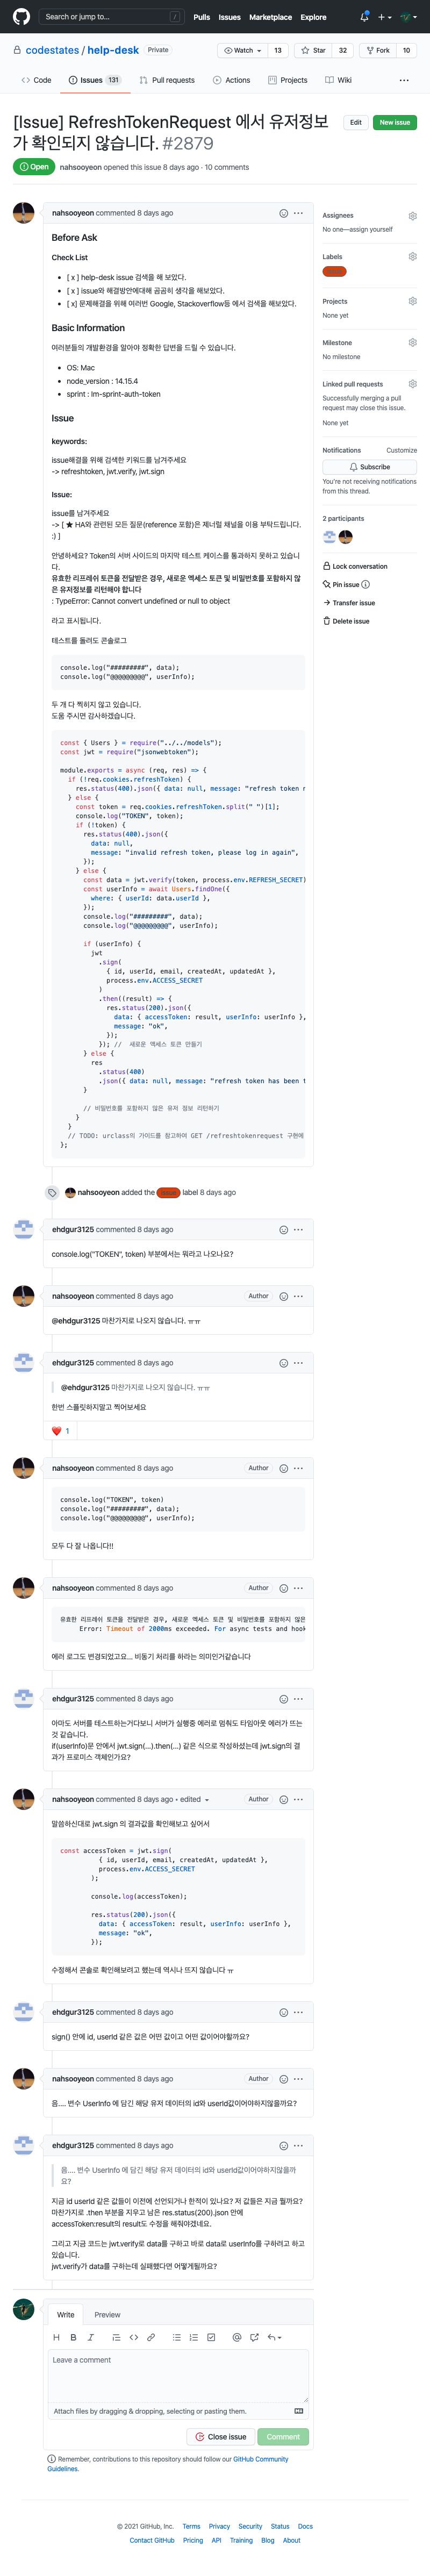 Search or jump to...
/
Pulls
Issues
Marketplace
Explore
codestates / help-desk
Private
Watch
13
Star
32
Fork
10
Code
Issues 131
Pull requests
Actions
Projects
Wiki
[Issue] RefreshTokenRequest 에서 유저정보
가 확인되지 않습니다. #2879
Edit
New issue
Open
nahsooyeon opened this issue 8 days ago · 10 comments
nahsooyeon commented 8 days ago
Before Ask
Check List
[ x ] help-desk issue 검색을 해 보았다.
[ x ] issue와 해결방안에대해 곰곰히 생각을 해보았다.
[ x] 문제해결을 위해 여러번 Google, Stackoverflow등 에서 검색을 해보았다.
Basic Information
여러분들의 개발환경을 알아야 정확한 답변을 드릴 수 있습니다.
OS: Mac
node_version : 14.15.4
sprint : Im-sprint-auth-token
Issue
keywords:
issue해결을 위해 검색한 키워드를 남겨주세요
-> refreshtoken, jwt.verify, jwt.sign
Issue:
issue를 남겨주세요
-> [ ★ HA와 관련된 모든 질문(reference 포함)은 제너럴 채널을 이용 부탁드립니다.
:) ]
안녕하세요? Token의 서버 사이드의 마지막 테스트 케이스를 통과하지 못하고 있습니
다.
유효한 리프레쉬 토큰을 전달받은 경우, 새로운 엑세스 토큰 및 비밀번호를 포함하지 않
은 유저정보를 리턴해야 합니다
: TypeError: Cannot convert undefined or null to object
라고 표시됩니다.
테스트를 돌려도 콘솔로그
console.log("#########", data);
console.log("@@@@@@@@@", userInfo);
두 개 다 찍히지 않고 있습니다.
도움 주시면 감사하겠습니다.
const { Users } = require("../../models");
const jwt = require("jsonwebtoken");
module.exports = async (req, res) => {
if (!req.cookies.refreshToken) {
res.status(400).json({ data: null, message: "refresh token r
} else {
const token = req.cookies.refreshToken.split(" ")[1];
console.log("TOKEN", token);
if (!token) {
res.status(400).json({
data: null,
message: "invalid refresh token, please log in again",
});
} else {
const data = jwt.verify(token, process.env.REFRESH_SECRET)
const userInfo = await Users.findOne({
where: { userId: data.userId },
});
console.log("#########", data);
console.log("@@@@@@@@@", userInfo);
if (userInfo) {
jwt
.sign(
{ id, userId, email, createdAt, updatedAt },
process.env.ACCESS_SECRET
)
.then((result) => {
res.status(200).json({
data: { accessToken: result, userInfo: userInfo },
message: "ok",
});
}); // 새로운 엑세스 토큰 만들기
} else {
res
.status(400)
.json({ data: null, message: "refresh token has been t
}
// 비밀번호를 포함하지 않은 유저 정보 리턴하기
}
}
// TODO: urclass의 가이드를 참고하여 GET /refreshtokenrequest 구현에
};
nahsooyeon added the
label 8 days ago
ehdgur3125 commented 8 days ago
console.log("TOKEN", token) 부분에서는 뭐라고 나오나요?
nahsooyeon commented 8 days ago
Author
@ehdgur3125 마찬가지로 나오지 않습니다. ㅠㅠ
ehdgur3125 commented 8 days ago
@ehdgur3125 마찬가지로 나오지 않습니다. ㅠㅠ
한번 스플릿하지말고 찍어보세요
1
nahsooyeon commented 8 days ago
Author
console.log("TOKEN", token)
console.log("#########", data);
console.log("@@@@@@@@@", userInfo);
모두 다 잘 나옵니다!!
nahsooyeon commented 8 days ago
Author
유효한 리프레쉬 토큰을 전달받은 경우, 새로운 엑세스 토큰 및 비밀번호를 포함하지 않은
Error: Timeout of 2000ms exceeded. For async tests and hook
에러 로그도 변경되었고요... 비동기 처리를 하라는 의미인거같습니다
ehdgur3125 commented 8 days ago
아마도 서버를 테스트하는거다보니 서버가 실행중 에러로 멈춰도 타임아웃 에러가 뜨는
것 같습니다.
if(userInfo)문 안에서 jwt.sign(...).then(...) 같은 식으로 작성하셨는데 jwt.sign의 결
과가 프로미스 객체인가요?
nahsooyeon commented 8 days ago • edited
Author
말씀하신대로 jwt.sign 의 결과값을 확인해보고 싶어서
const accessToken = jwt.sign(
{ id, userId, email, createdAt, updatedAt },
process.env.ACCESS_SECRET
);
console.log(accessToken);
res.status(200).json({
data: { accessToken: result, userInfo: userInfo },
message: "ok",
});
수정해서 콘솔로 확인해보려고 했는데 역시나 뜨지 않습니다 ㅠ
ehdgur3125 commented 8 days ago
sign() 안에 id, userId 같은 값은 어떤 값이고 어떤 값이어야할까요?
nahsooyeon commented 8 days ago
Author
음.... 변수 UserInfo 에 담긴 해당 유저 데이터의 id와 userId값이어야하지않을까요?
ehdgur3125 commented 8 days ago
음.... 변수 UserInfo 에 담긴 해당 유저 데이터의 id와 userId값이어야하지않을까
요?
지금 id userId 같은 값들이 이전에 선언되거나 한적이 있나요? 저 값들은 지금 뭘까요?
마찬가지로 .then 부분을 지우고 남은 res.status(200).json 안에
accessToken:result의 result도 수정을 해줘야겠네요.
그리고 지금 코드는 jwt.verify로 data를 구하고 바로 data로 userInfo를 구하려고 하고
있습니다.
jwt.verify가 data를 구하는데 실패했다면 어떻게될까요?
Write
Preview
Leave a comment
Attach files by dragging & dropping, selecting or pasting them.
Close issue
Comment
Remember, contributions to this repository should follow our GitHub Community
Guidelines.
Assignees
No one—assign yourself
Labels
Projects
None yet
Milestone
No milestone
Linked pull requests
Successfully merging a pull
request may close this issue.
None yet
Notifications
Customize
Subscribe
You're not receiving notifications
from this thread.
2 participants
Lock conversation
Pin issue
Transfer issue
Delete issue
© 2021 GitHub, Inc.
Terms
Privacy
Security
Status
Docs
Contact GitHub
Pricing
API
Training
Blog
About